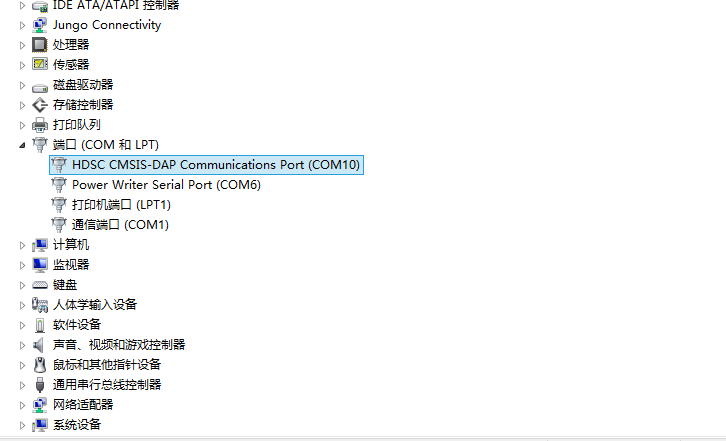 IDE ATA/ATAPI 控制器
Jungo Connectivity
处理器
传感器
磁盘驱动器
存储控制器
打印队列
端口 (COM 和 LPT)
HDSC CMSIS-DAP Communications Port (COM10)
Power Writer Serial Port (COM6)
打印机端口 (LPT1)
通信端口 (COM1)
计算机
监视器
键盘
人体学输入设备
软件设备
声音、视频和游戏控制器
鼠标和其他指针设备
通用串行总线控制器
网络适配器
系统设备